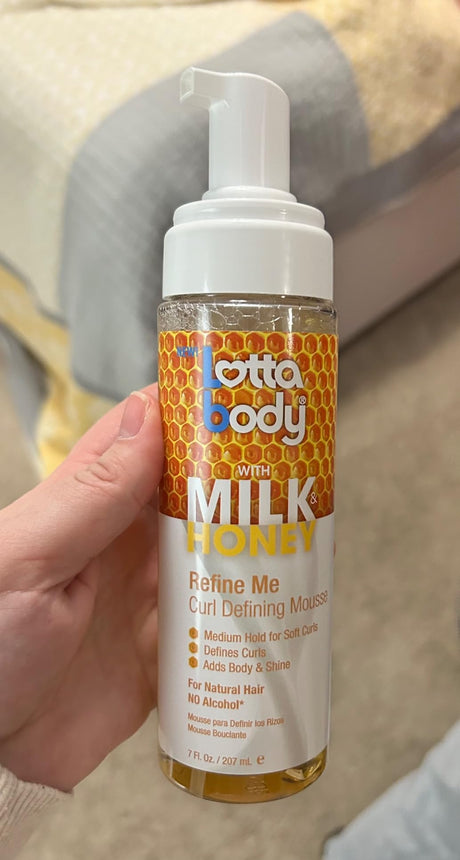 NEW!
Lotta
body®
WITH
MILK &
HONEY
Refine Me
Curl Defining Mousse
Medium Hold for Soft Curls
Defines Curls
Adds Body & Shine
For Natural Hair
NO Alcohol*
Mousse para Definir los Rizos
Mousse Bouclante
7 Fl. Oz. / 207 mL ℮